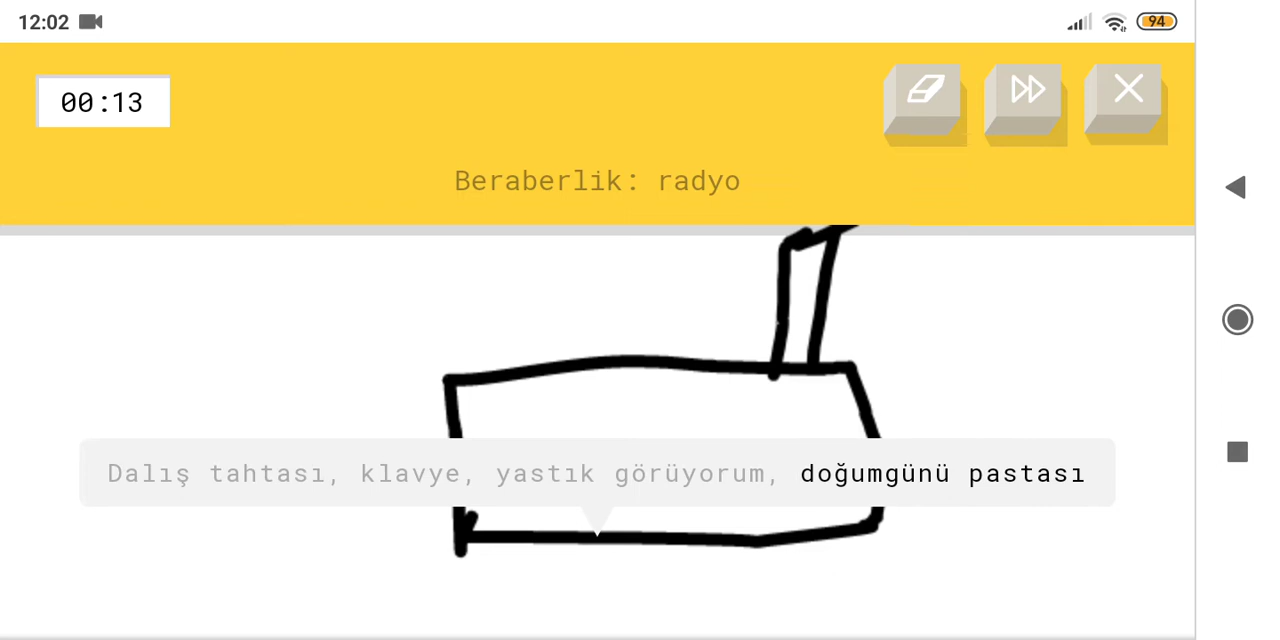 12:02
94
00:13
Beraberlik: radyo
Dalış tahtası, klavye, yastık görüyorum, doğumgünü pastası